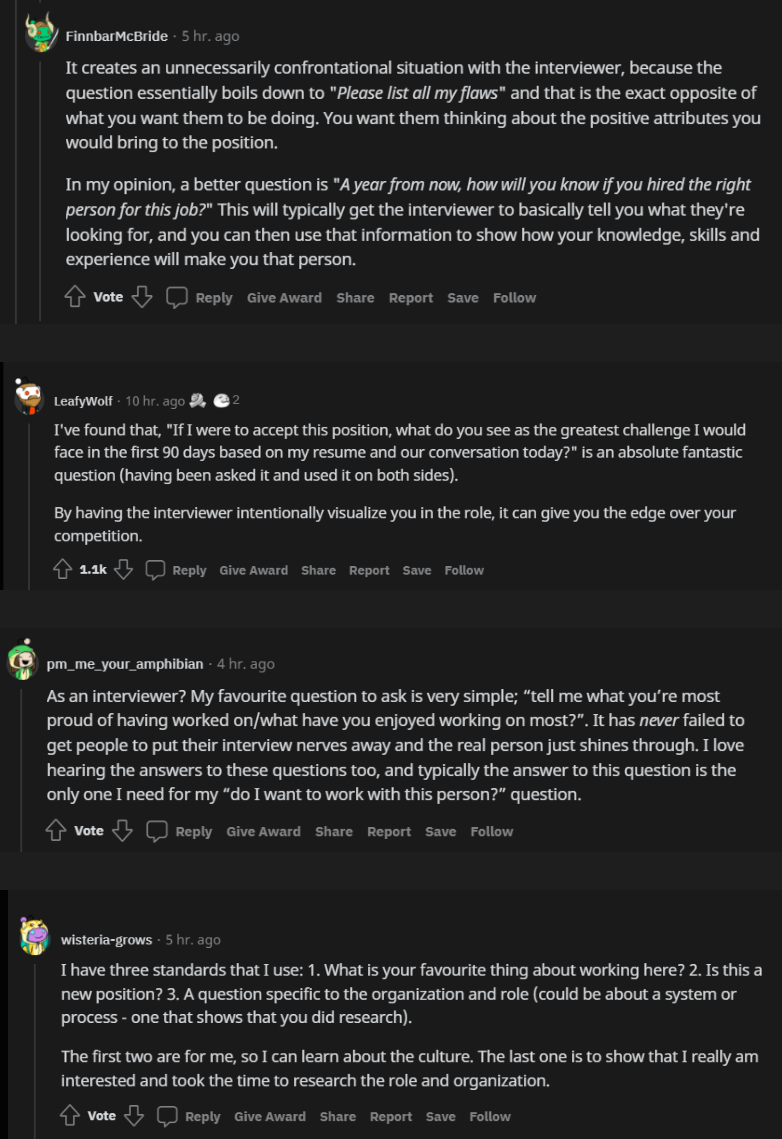 FinnbarMcBride · 5 hr. ago
It creates an unnecessarily confrontational situation with the interviewer, because the
question essentially boils down to "Please list all my flaws" and that is the exact opposite of
what you want them to be doing. You want them thinking about the positive attributes you
would bring to the position.
In my opinion, a better question is "A year from now, how will you know if you hired the right
person for this job?" This will typically get the interviewer to basically tell you what they're
looking for, and you can then use that information to show how your knowledge, skills and
experience will make you that person.
Vote Reply Give Award Share Report Save Follow
LeafyWolf · 10 hr. ago 2
I've found that, "If I were to accept this position, what do you see as the greatest challenge I would
face in the first 90 days based on my resume and our conversation today?" is an absolute fantastic
question (having been asked it and used it on both sides).
By having the interviewer intentionally visualize you in the role, it can give you the edge over your
competition.
1.1k Reply Give Award Share Report Save Follow
pm_me_your_amphibian · 4 hr. ago
As an interviewer? My favourite question to ask is very simple; “tell me what you’re most
proud of having worked on/what have you enjoyed working on most?”. It has never failed to
get people to put their interview nerves away and the real person just shines through. I love
hearing the answers to these questions too, and typically the answer to this question is the
only one I need for my “do I want to work with this person?” question.
Vote Reply Give Award Share Report Save Follow
wisteria-grows · 5 hr. ago
I have three standards that I use: 1. What is your favourite thing about working here? 2. Is this a
new position? 3. A question specific to the organization and role (could be about a system or
process - one that shows that you did research).
The first two are for me, so I can learn about the culture. The last one is to show that I really am
interested and took the time to research the role and organization.
Vote Reply Give Award Share Report Save Follow